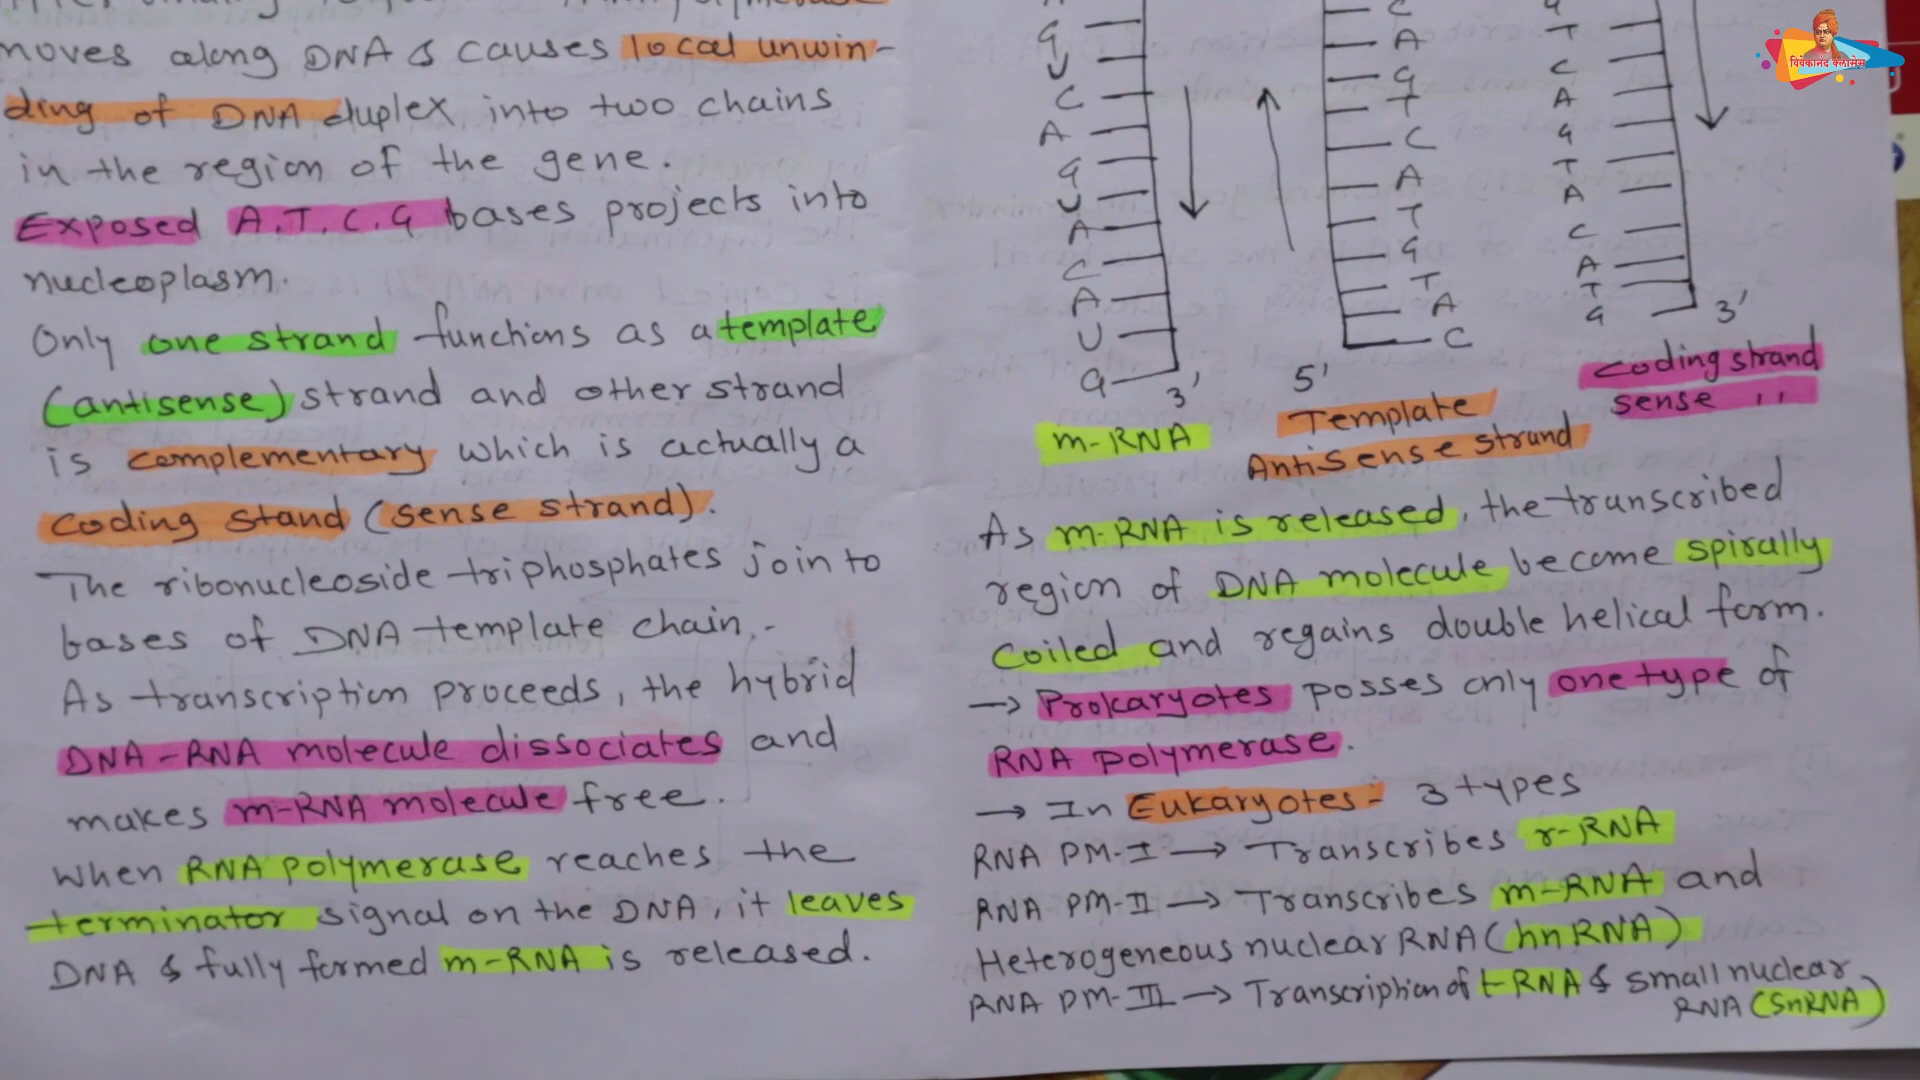 moves along DNA & causes local unwin-
ding of DNA duplex into two chains
in the region of the gene.
Exposed A.T.C.G bases projects into
nucleoplasm.
Only one strand functions as a template
(antisense) strand and other strand
is complementary which is actually a
coding stand (sense strand).
The ribonucleoside triphosphates join to
bases of DNA template chain.-
As transcription proceeds, the hybrid
DNA-RNA molecule dissociates and
makes m-RNA molecule free.
When RNA polymerase reaches the
terminator signal on the DNA, it leaves
DNA & fully formed m-RNA is released.
G
U
C
A
G
U
A
C
A
U
G
3'
m-RNA
C
A
G
T
C
A
T
G
T
A
C
5'
Template
Antisense strand
G
T
C
A
G
T
A
C
A
T
G
3'
coding strand
sense ,,
As m-RNA is released, the transcribed
region of DNA molecule become spirally
coiled and regains double helical form.
→ Prokaryotes posses only one type of
RNA polymerase.
→ In Eukaryotes- 3 types
RNA PM-I → Transcribes r-RNA
RNA PM-II → Transcribes m-RNA and
Heterogeneous nuclear RNA (hnRNA)
RNA PM-III → Transcription of t-RNA & small nuclear
RNA (SnRNA)
विवेकानंद क्लासेस